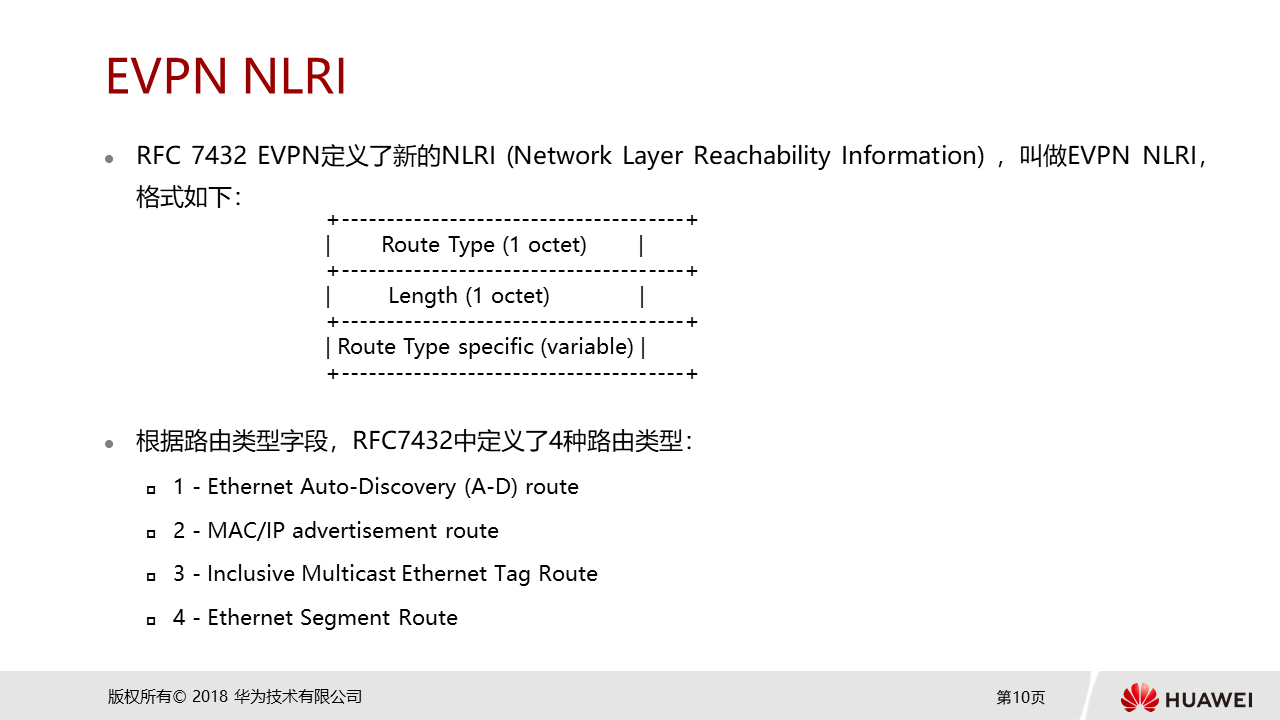 EVPN NLRI
● RFC 7432 EVPN定义了新的NLRI (Network Layer Reachability Information) ，叫做EVPN NLRI，
格式如下：
+--------------------------------------+
| Route Type (1 octet) |
+--------------------------------------+
| Length (1 octet) |
+--------------------------------------+
| Route Type specific (variable) |
+--------------------------------------+
● 根据路由类型字段，RFC7432中定义了4种路由类型：
1 - Ethernet Auto-Discovery (A-D) route
2 - MAC/IP advertisement route
3 - Inclusive Multicast Ethernet Tag Route
4 - Ethernet Segment Route
版权所有© 2018 华为技术有限公司
第10页
HUAWEI